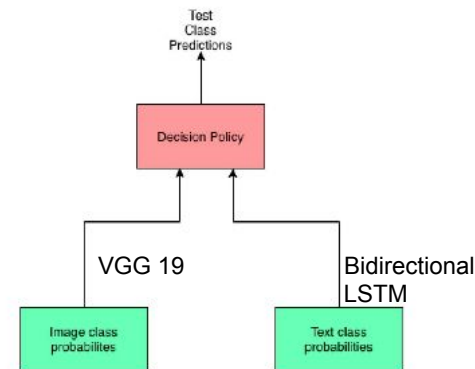 Test
Class
Predictions
Decision Policy
VGG 19
Bidirectional
LSTM
Image class
probabilites
Text class
probabilities